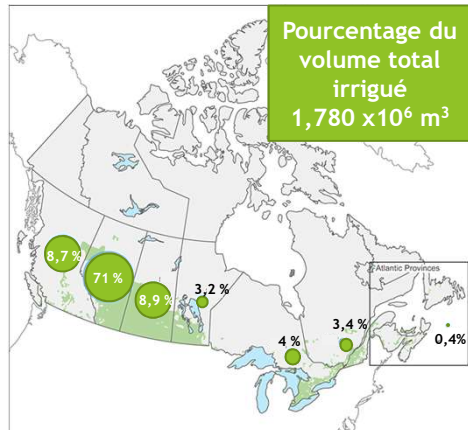 Pourcentage du
volume total
irrigué
1,780 x10⁶ m³
8,7 %
71 %
8,9 %
3,2 %
4 %
3,4 %
Atlantic Provinces
0,4%